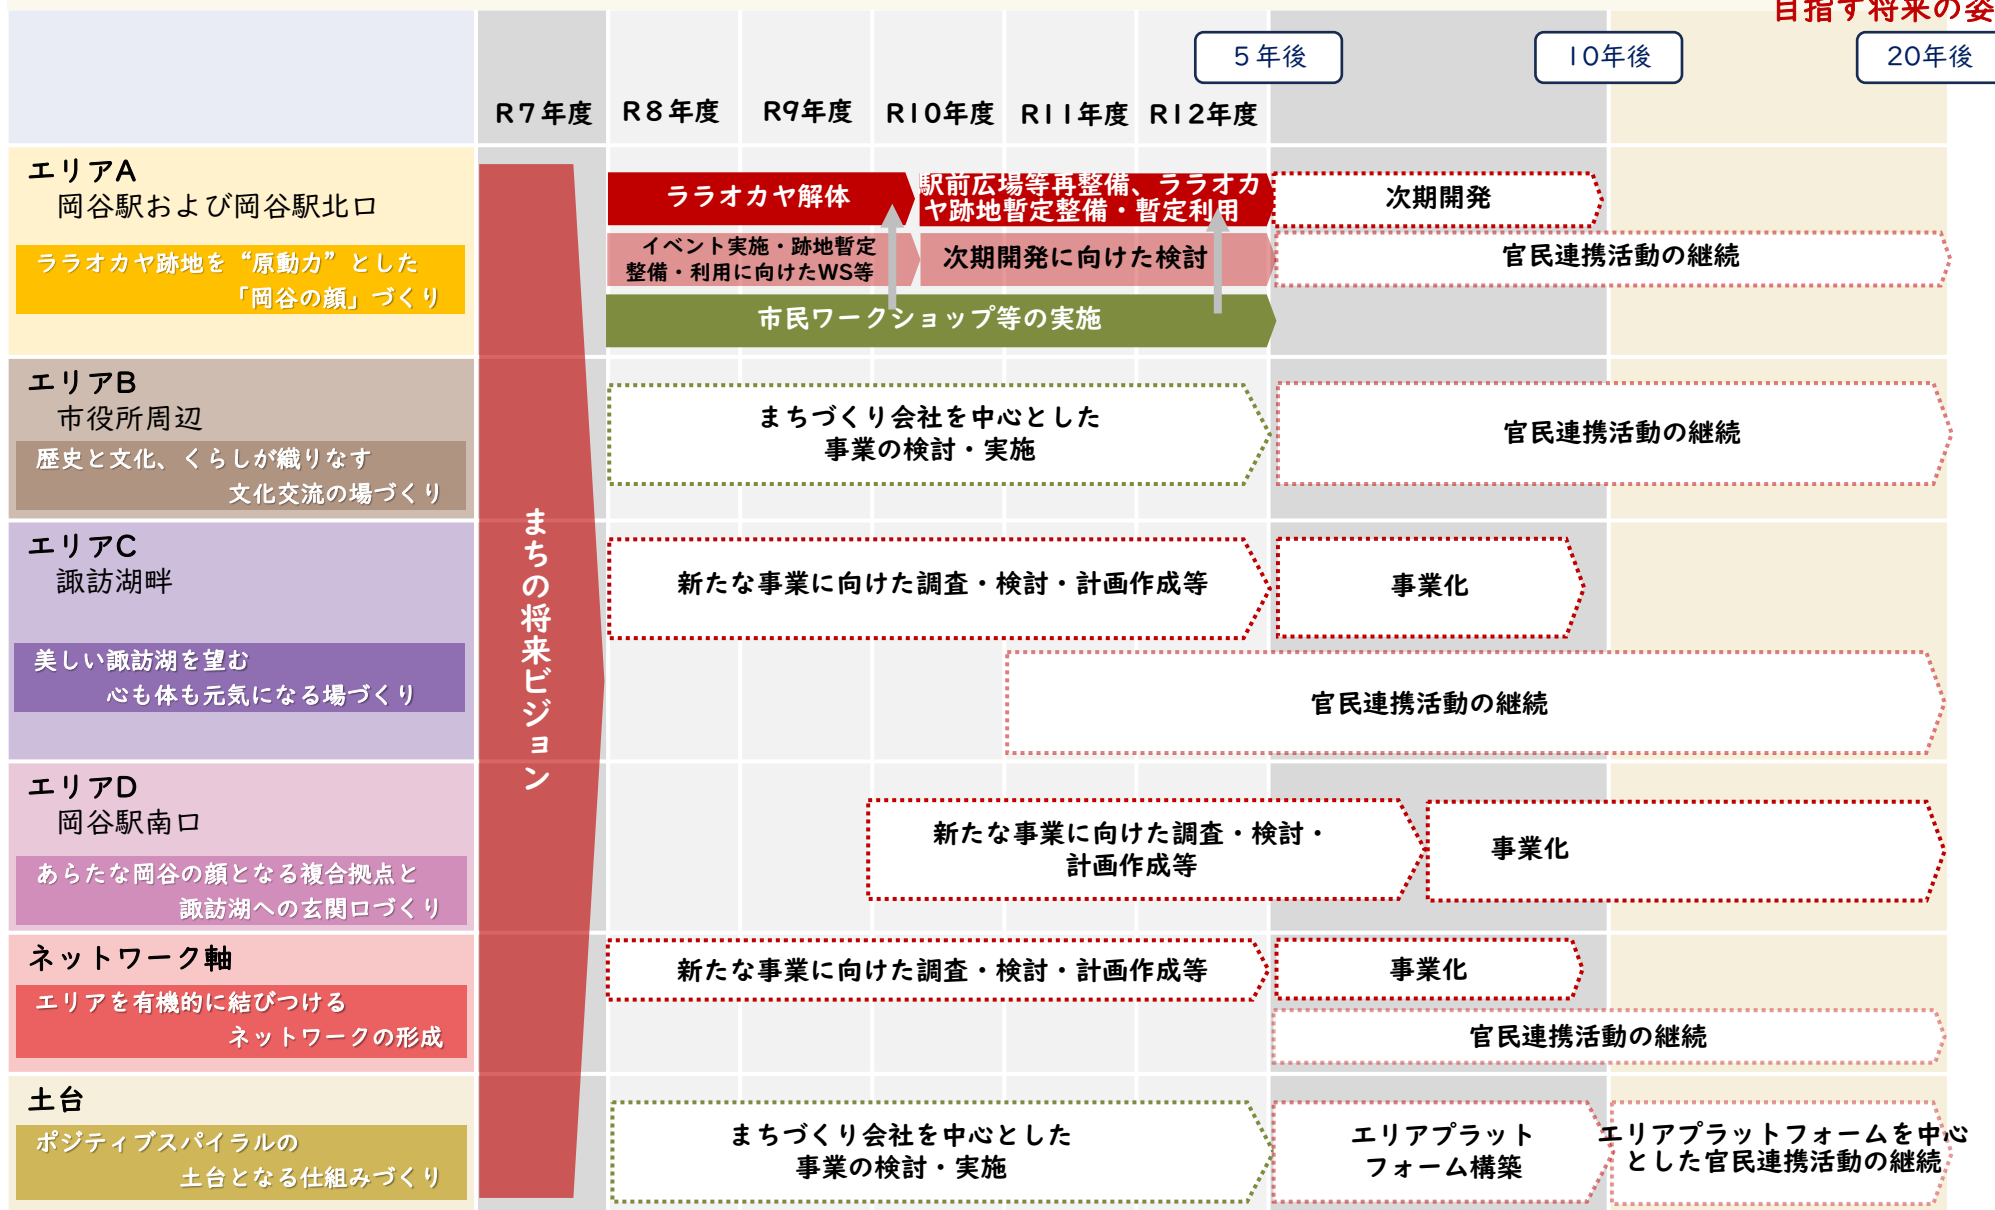 目指す将来の姿
5年後
10年後
20年後
R7年度
R8年度
R9年度
R10年度
R11年度
R12年度
まちの将来ビジョン
エリアA
岡谷駅および岡谷駅北口
ララオカヤ跡地を“原動力”とした
「岡谷の顔」づくり
ララオカヤ解体
駅前広場等再整備、ララオカ
ヤ跡地暫定整備・暫定利用
次期開発
イベント実施・跡地暫定
整備・利用に向けたWS等
次期開発に向けた検討
官民連携活動の継続
市民ワークショップ等の実施
エリアB
市役所周辺
歴史と文化、くらしが織りなす
文化交流の場づくり
まちづくり会社を中心とした
事業の検討・実施
官民連携活動の継続
エリアC
諏訪湖畔
美しい諏訪湖を望む
心も体も元気になる場づくり
新たな事業に向けた調査・検討・計画作成等
事業化
官民連携活動の継続
エリアD
岡谷駅南口
あらたな岡谷の顔となる複合拠点と
諏訪湖への玄関口づくり
新たな事業に向けた調査・検討・
計画作成等
事業化
ネットワーク軸
エリアを有機的に結びつける
ネットワークの形成
新たな事業に向けた調査・検討・計画作成等
事業化
官民連携活動の継続
土台
ポジティブスパイラルの
土台となる仕組みづくり
まちづくり会社を中心とした
事業の検討・実施
エリアプラット
フォーム構築
エリアプラットフォームを中心
とした官民連携活動の継続